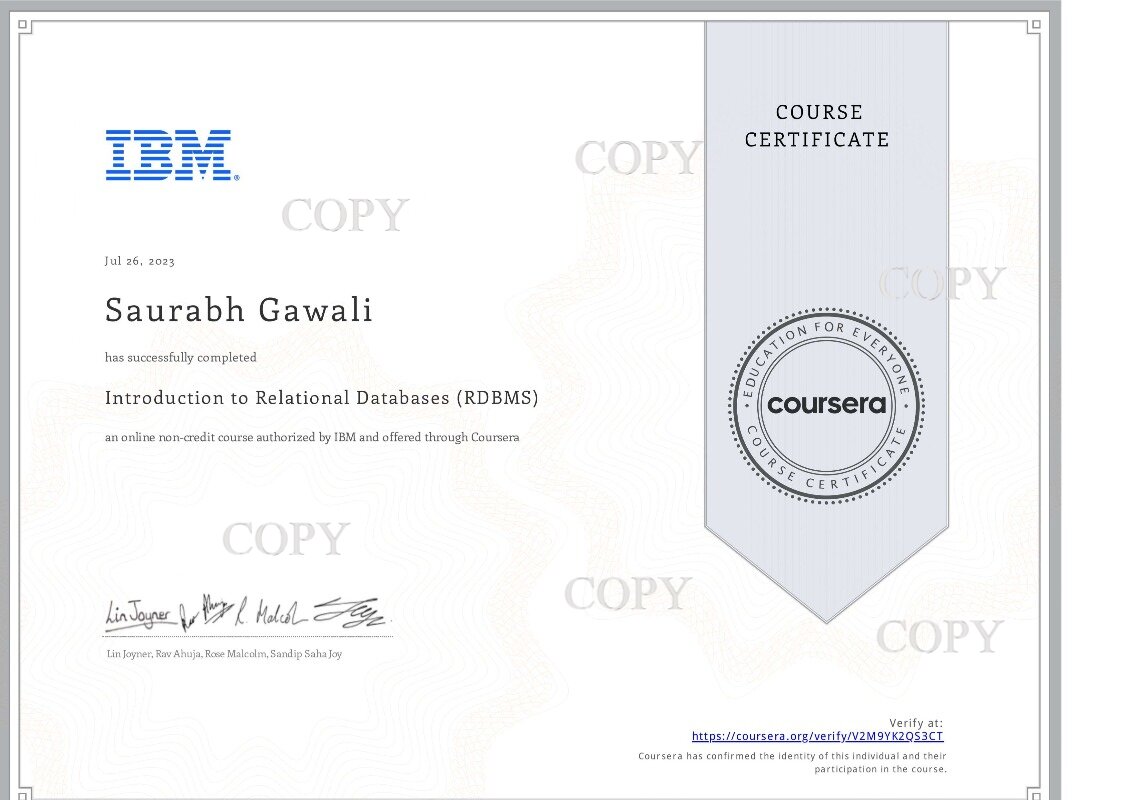 COURSE
CERTIFICATE
IBM®
COPY
COPY
Jul 26, 2023
COPY
Saurabh Gawali
has successfully completed
Introduction to Relational Databases (RDBMS)
an online non-credit course authorized by IBM and offered through Coursera
EDUCATION FOR EVERYONE
coursera
COURSE CERTIFICATE
COPY
COPY
COPY
Lin Joyner
R. Malcol
Lin Joyner, Rav Ahuja, Rose Malcolm, Sandip Saha Joy
Verify at:
https://coursera.org/verify/V2M9YK2QS3CT
Coursera has confirmed the identity of this individual and their
participation in the course.